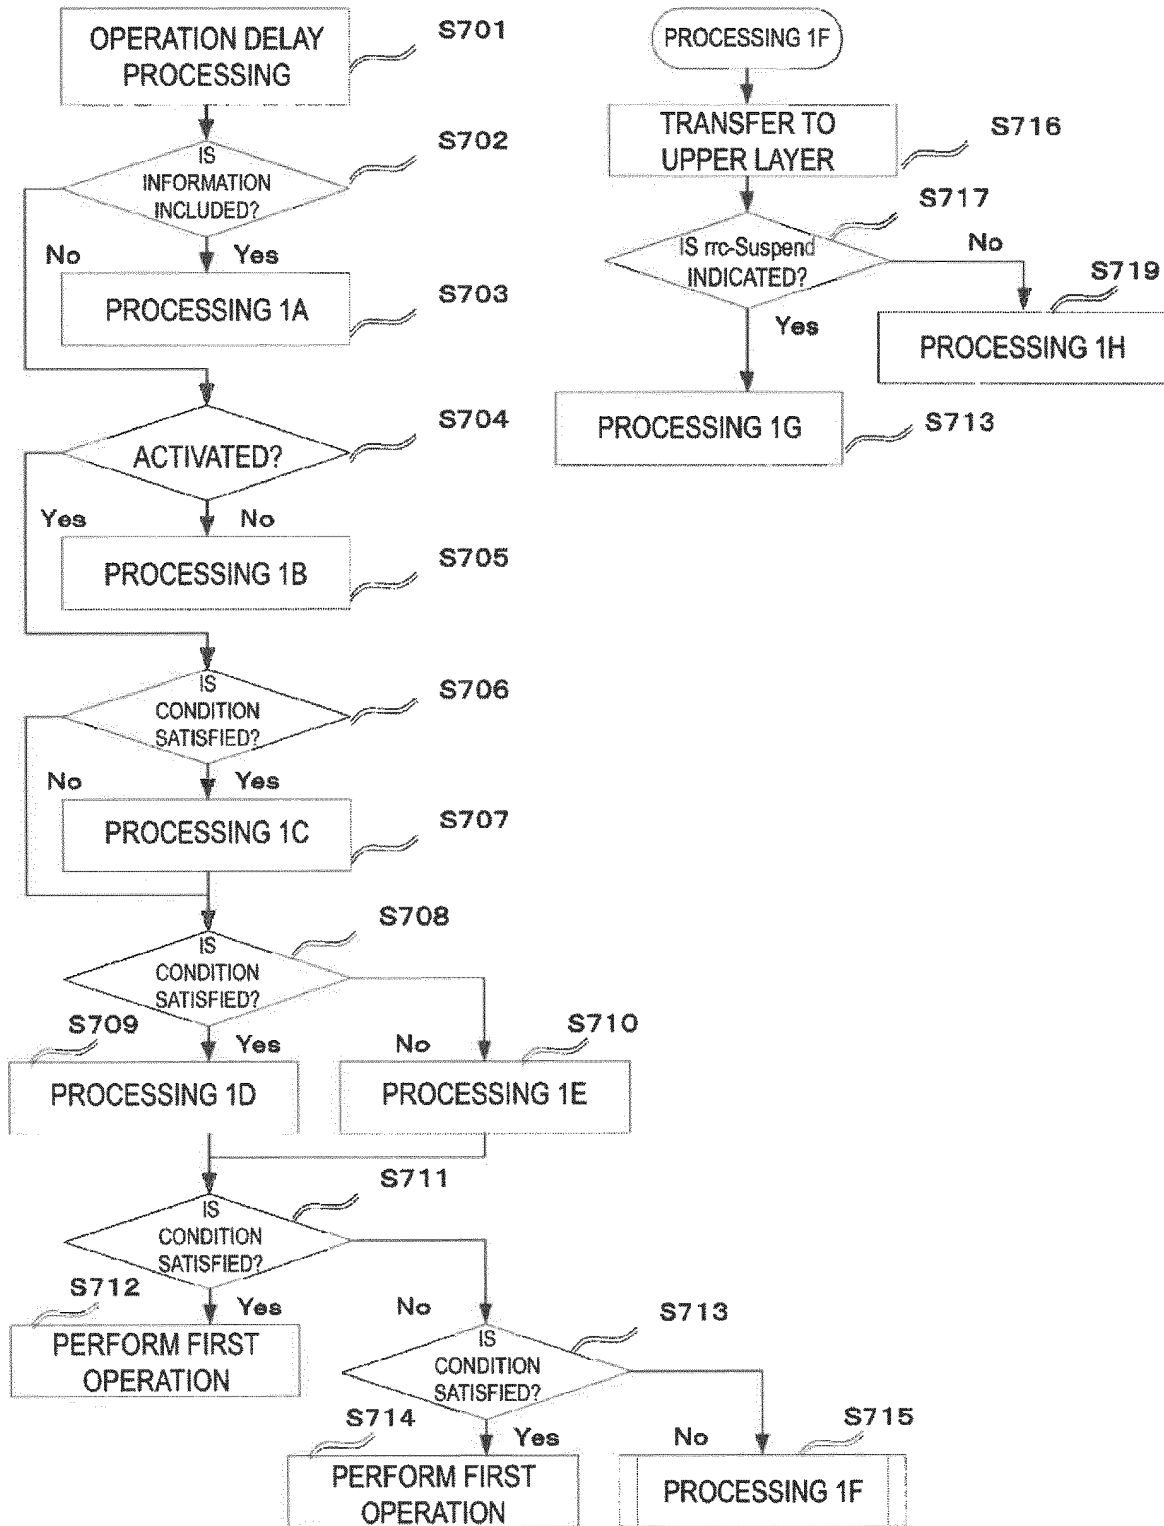 OPERATION DELAY
PROCESSING
S701
IS
INFORMATION
INCLUDED?
S702
No
Yes
PROCESSING 1A
S703
ACTIVATED?
S704
Yes
No
PROCESSING 1B
S705
IS
CONDITION
SATISFIED?
S706
No
Yes
PROCESSING 1C
S707
IS
CONDITION
SATISFIED?
S708
S709
Yes
No
S710
PROCESSING 1D
PROCESSING 1E
IS
CONDITION
SATISFIED?
S711
S712
Yes
No
PERFORM FIRST
OPERATION
IS
CONDITION
SATISFIED?
S713
S714
Yes
No
S715
PERFORM FIRST
OPERATION
PROCESSING 1F
PROCESSING 1F
TRANSFER TO
UPPER LAYER
S716
IS rrc-Suspend
INDICATED?
S717
No
Yes
S719
PROCESSING 1H
PROCESSING 1G
S713